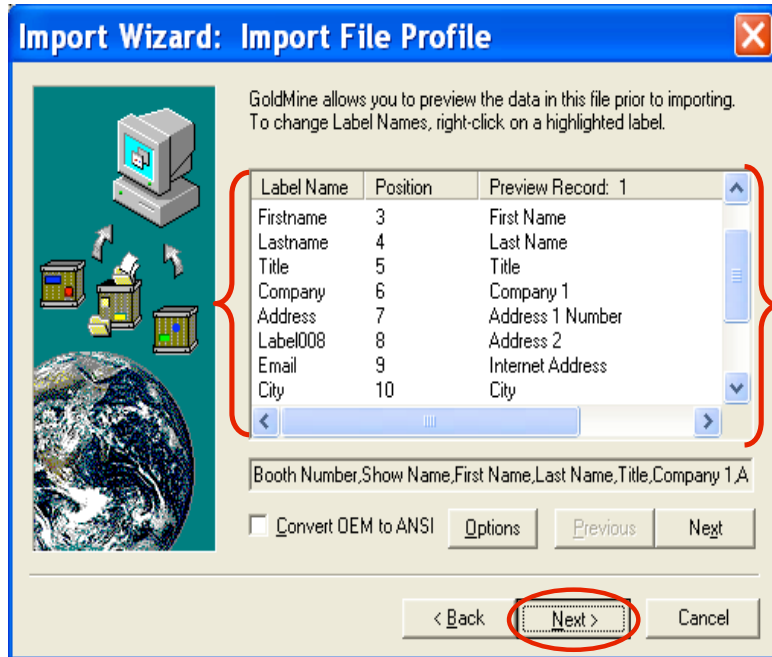 Import Wizard: Import File Profile
GoldMine allows you to preview the data in this file prior to importing.
To change Label Names, right-click on a highlighted label.
Label Name Position Preview Record: 1
Firstname 3 First Name
Lastname 4 Last Name
Title 5 Title
Company 6 Company 1
Address 7 Address 1 Number
Label008 8 Address 2
Email 9 Internet Address
City 10 City
Booth Number,Show Name,First Name,Last Name,Title,Company 1,A
Convert OEM to ANSI Options Previous Next
< Back Next > Cancel